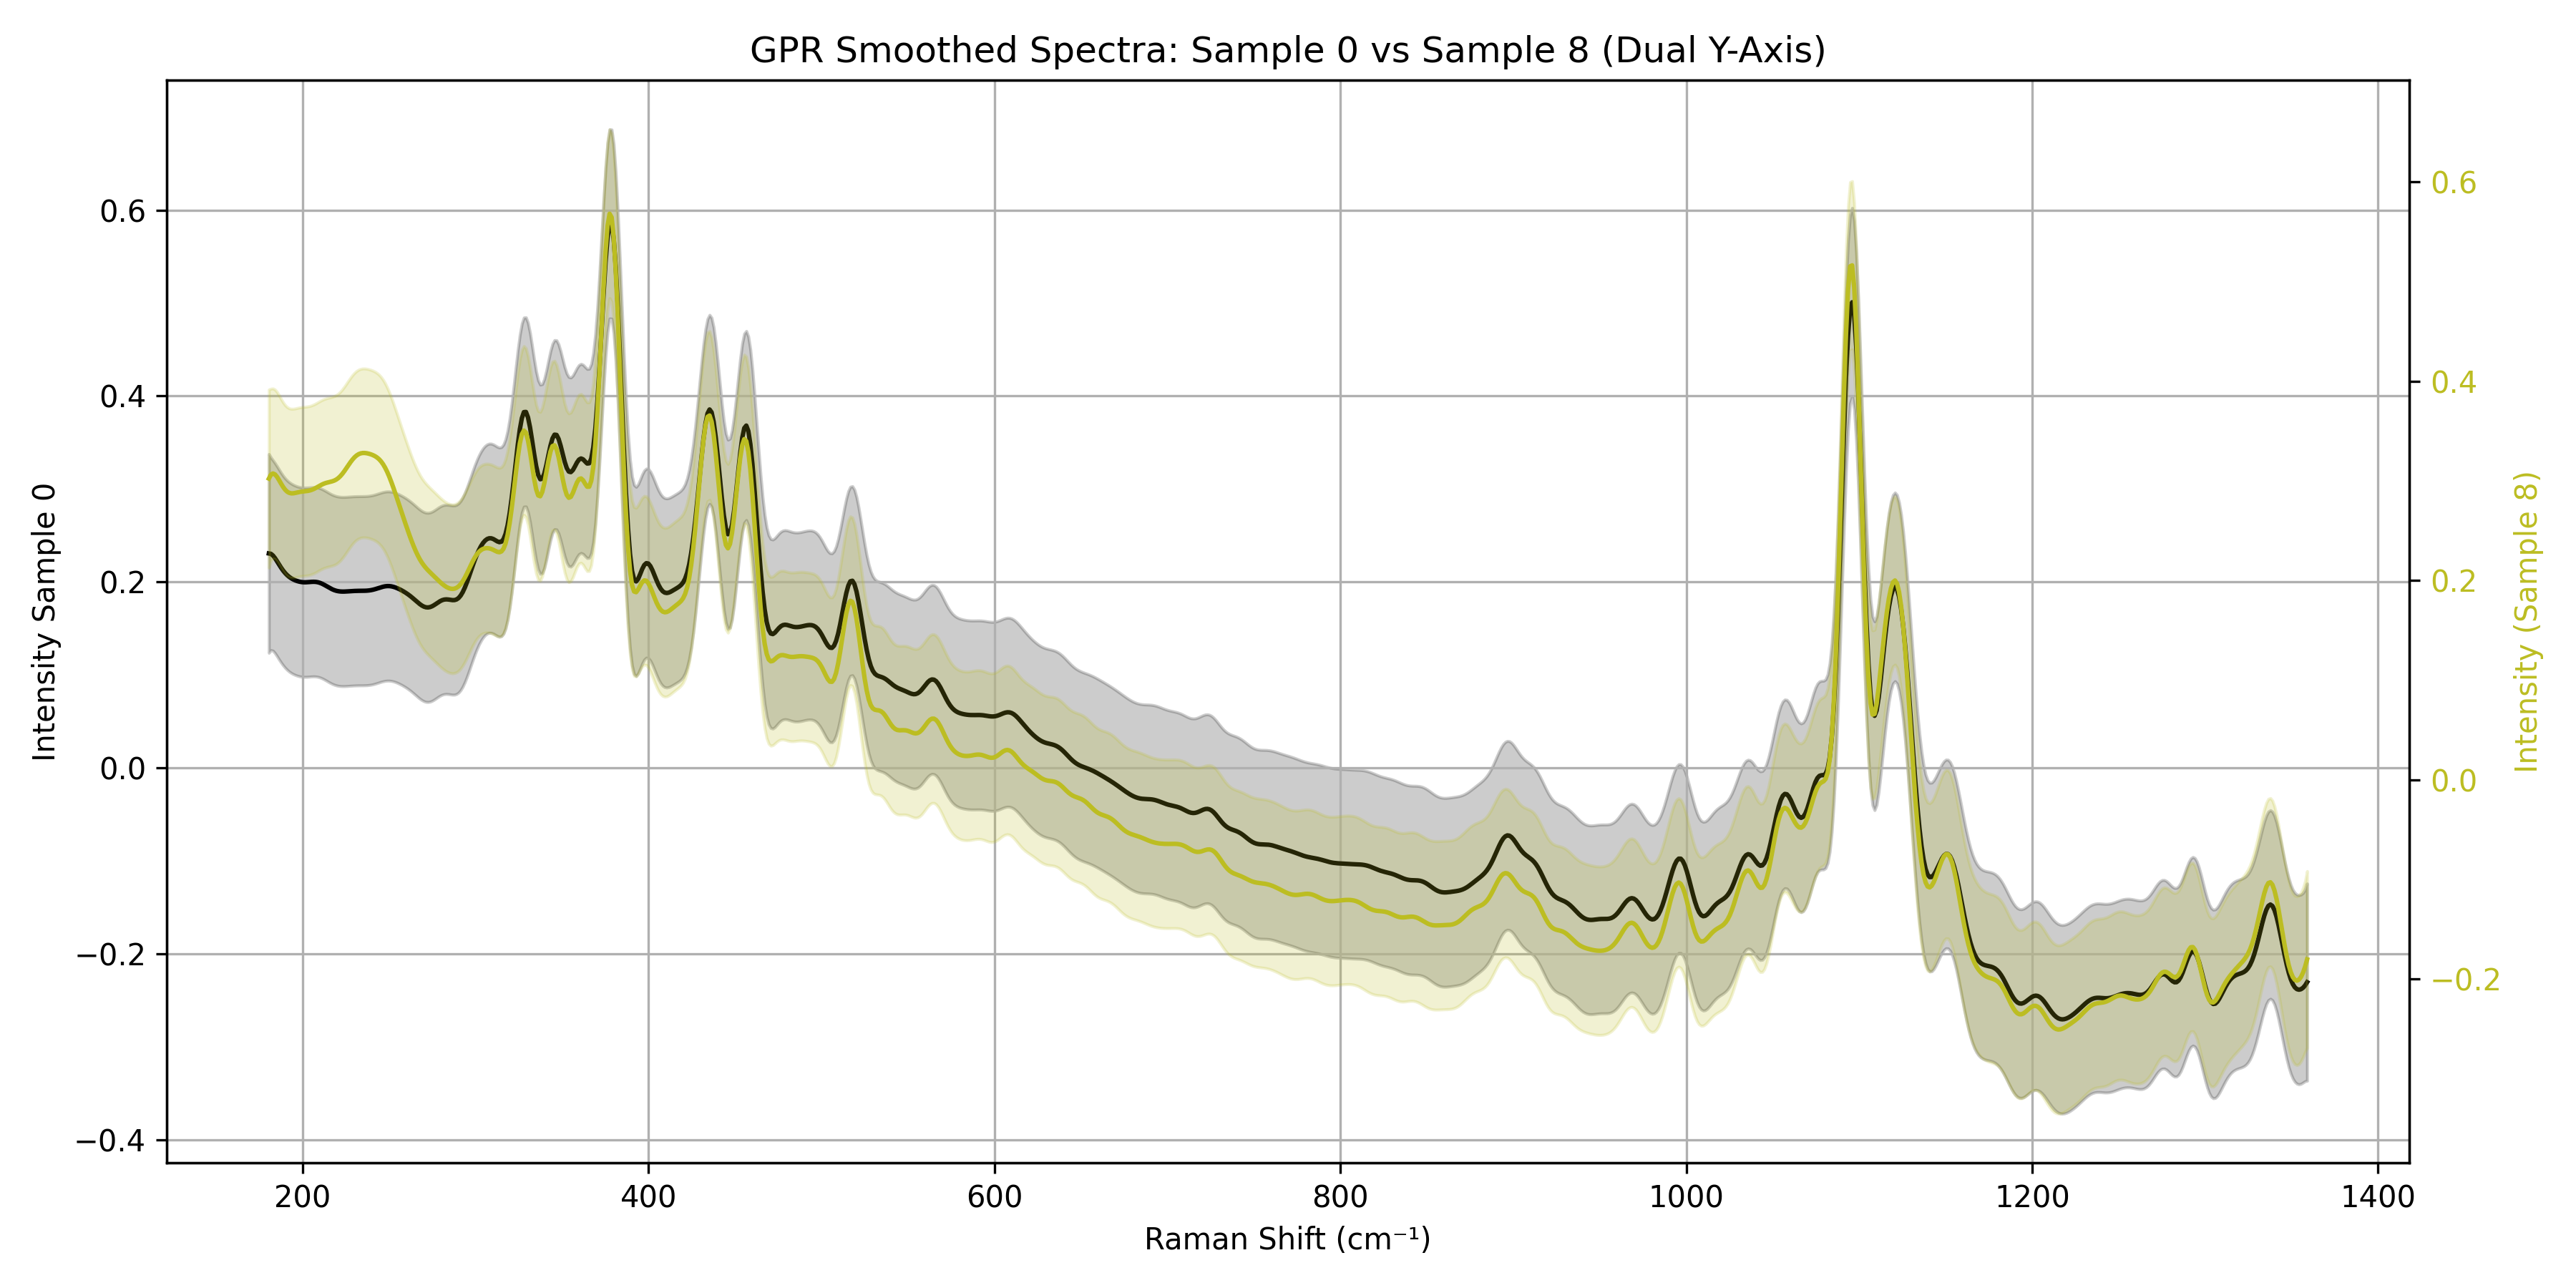 GPR Smoothed Spectra: Sample 0 vs Sample 8 (Dual Y-Axis)
Intensity Sample 0
0.6
0.4
0.2
0.0
−0.2
−0.4
0.6
0.4
0.2
0.0
−0.2
Intensity (Sample 8)
200 400 600 800 1000 1200 1400
Raman Shift (cm⁻¹)